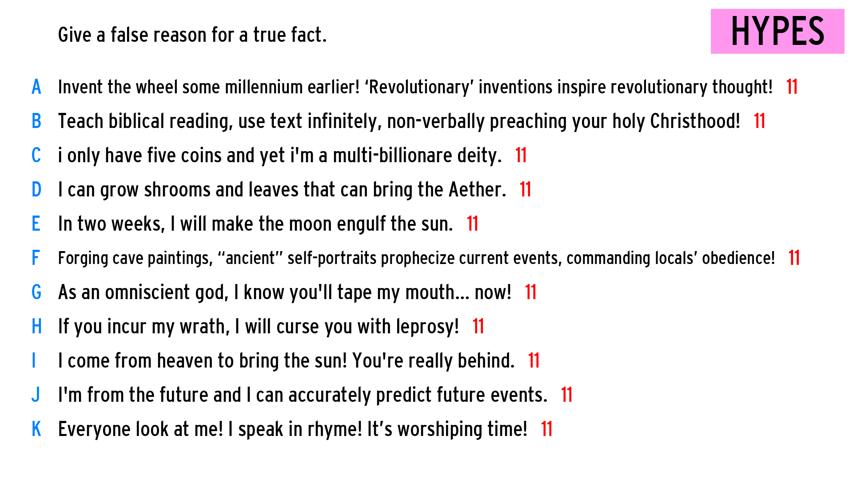 Give a false reason for a true fact.
HYPES
A Invent the wheel some millennium earlier! ‘Revolutionary’ inventions inspire revolutionary thought! 11
B Teach biblical reading, use text infinitely, non-verbally preaching your holy Christhood! 11
C i only have five coins and yet i'm a multi-billionare deity. 11
D I can grow shrooms and leaves that can bring the Aether. 11
E In two weeks, I will make the moon engulf the sun. 11
F Forging cave paintings, “ancient” self-portraits prophecize current events, commanding locals’ obedience! 11
G As an omniscient god, I know you'll tape my mouth... now! 11
H If you incur my wrath, I will curse you with leprosy! 11
I I come from heaven to bring the sun! You're really behind. 11
J I'm from the future and I can accurately predict future events. 11
K Everyone look at me! I speak in rhyme! It’s worshiping time! 11